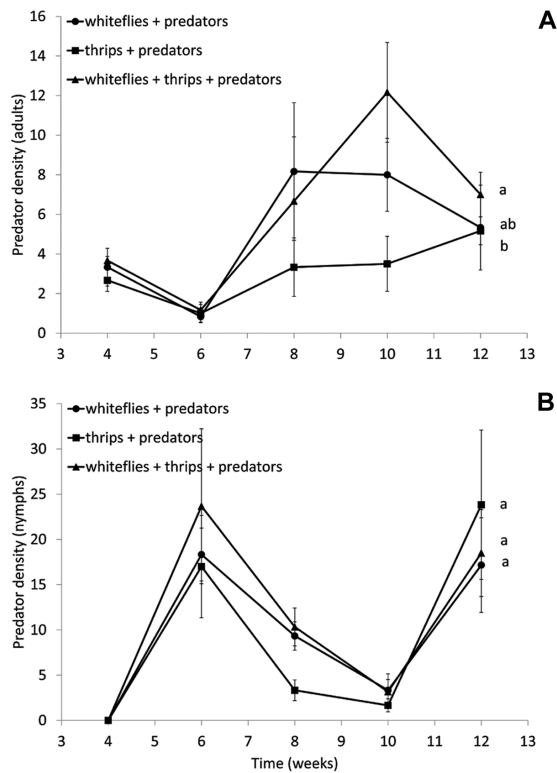 A
whiteflies + predators
thrips + predators
whiteflies + thrips + predators
Predator density (adults)
16
14
12
10
8
6
4
2
0
a
ab
b
3 4 5 6 7 8 9 10 11 12 13
B
whiteflies + predators
thrips + predators
whiteflies + thrips + predators
Predator density (nymphs)
35
30
25
20
15
10
5
0
a
a
a
3 4 5 6 7 8 9 10 11 12 13
Time (weeks)